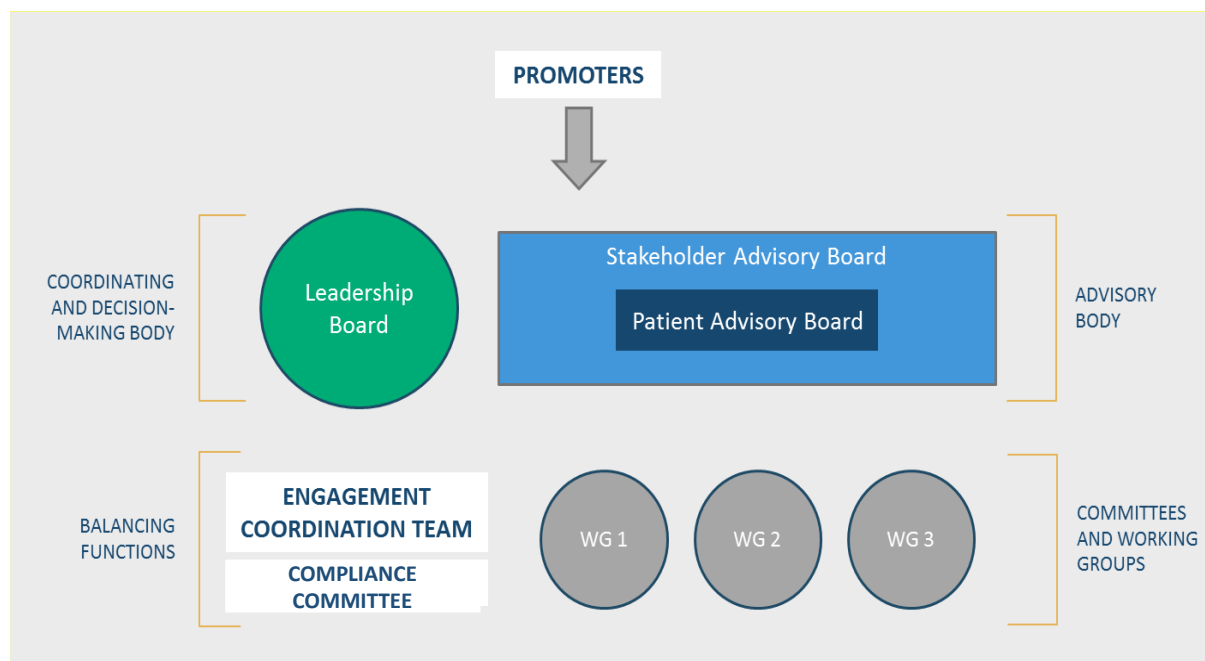 PROMOTERS
COORDINATING
AND DECISION-
MAKING BODY
Leadership
Board
Stakeholder Advisory Board
Patient Advisory Board
ADVISORY
BODY
BALANCING
FUNCTIONS
ENGAGEMENT
COORDINATION TEAM
COMPLIANCE
COMMITTEE
WG 1
WG 2
WG 3
COMMITTEES
AND WORKING
GROUPS